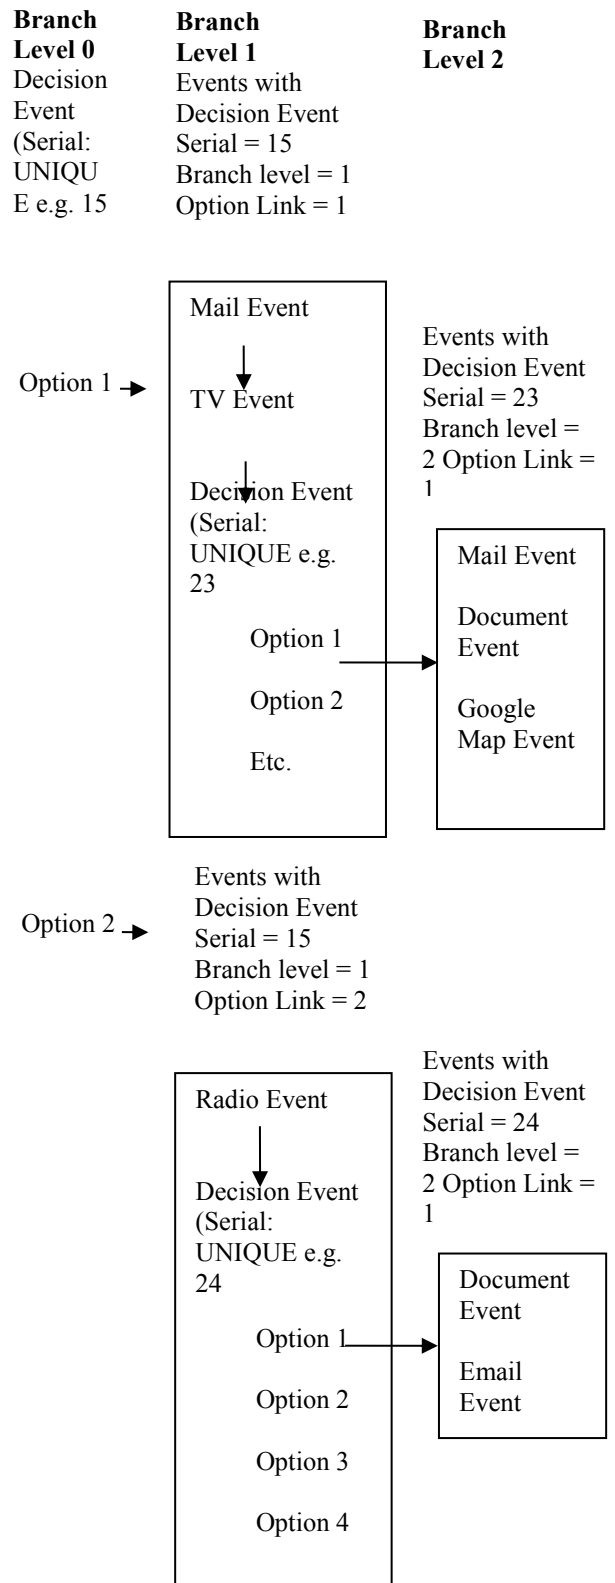 Branch
Level 0
Decision
Event
(Serial:
UNIQU
E e.g. 15
Branch
Level 1
Events with
Decision Event
Serial = 15
Branch level = 1
Option Link = 1
Branch
Level 2
Option 1
Mail Event
TV Event
Decision Event
(Serial:
UNIQUE e.g.
23
Option 1
Option 2
Etc.
Events with
Decision Event
Serial = 23
Branch level =
2 Option Link =
1
Mail Event
Document
Event
Google
Map Event
Option 2
Events with
Decision Event
Serial = 15
Branch level = 1
Option Link = 2
Radio Event
Decision Event
(Serial:
UNIQUE e.g.
24
Option 1
Option 2
Option 3
Option 4
Events with
Decision Event
Serial = 24
Branch level =
2 Option Link =
1
Document
Event
Email
Event